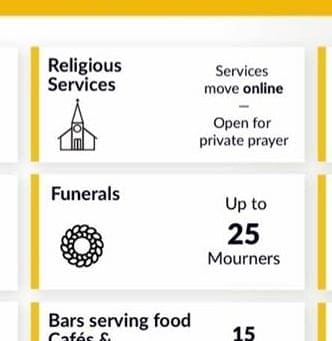 Religious
Services
Services
move online
–
Open for
private prayer
Funerals
Up to
25
Mourners
Bars serving food
Cafés &
15